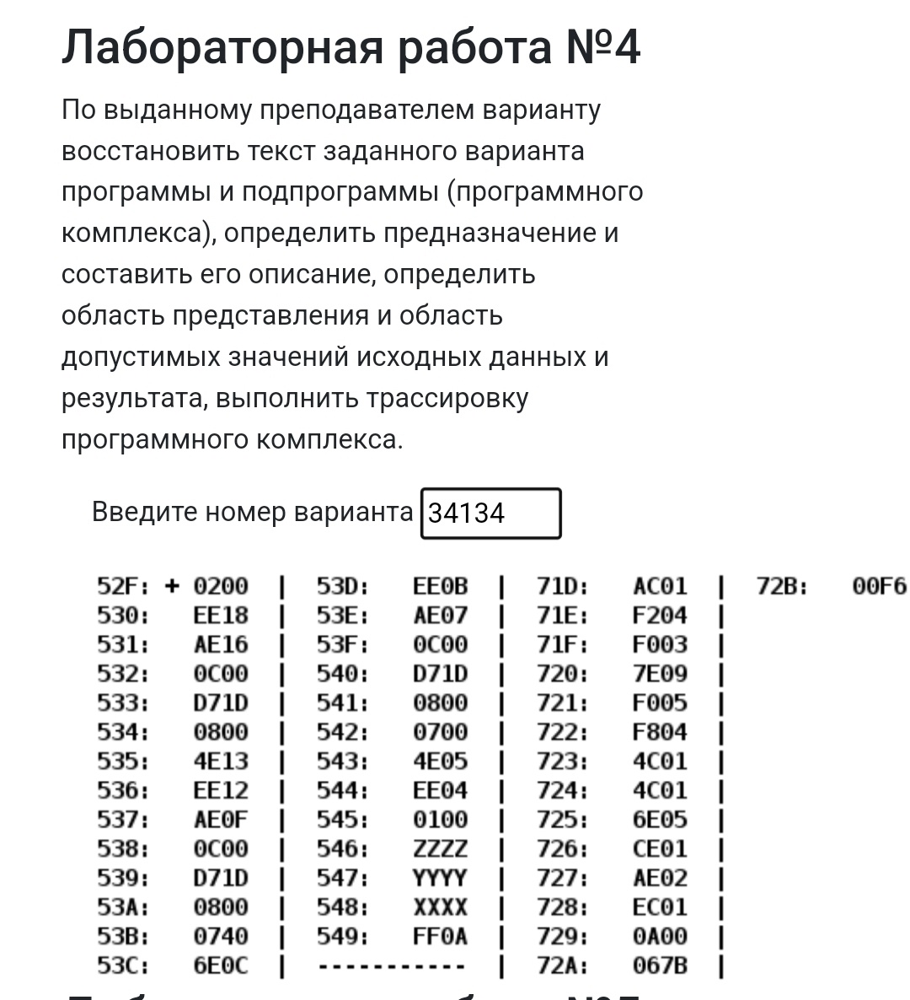 Лабораторная работа №4
По выданному преподавателем варианту
восстановить текст заданного варианта
программы и подпрограммы (программного
комплекса), определить предназначение и
составить его описание, определить
область представления и область
допустимых значений исходных данных и
результата, выполнить трассировку
программного комплекса.
Введите номер варианта 34134
52F: + 0200 | 53D: EE0B | 71D: AC01 | 72B: 00F6
530: EE18 | 53E: AE07 | 71E: F204 |
531: AE16 | 53F: 0C00 | 71F: F003 |
532: 0C00 | 540: D71D | 720: 7E09 |
533: D71D | 541: 0800 | 721: F005 |
534: 0800 | 542: 0700 | 722: F804 |
535: 4E13 | 543: 4E05 | 723: 4C01 |
536: EE12 | 544: EE04 | 724: 4C01 |
537: AE0F | 545: 0100 | 725: 6E05 |
538: 0C00 | 546: ZZZZ | 726: CE01 |
539: D71D | 547: YYYY | 727: AE02 |
53A: 0800 | 548: XXXX | 728: EC01 |
53B: 0740 | 549: FF0A | 729: 0A00 |
53C: 6E0C | ----------- | 72A: 067B |